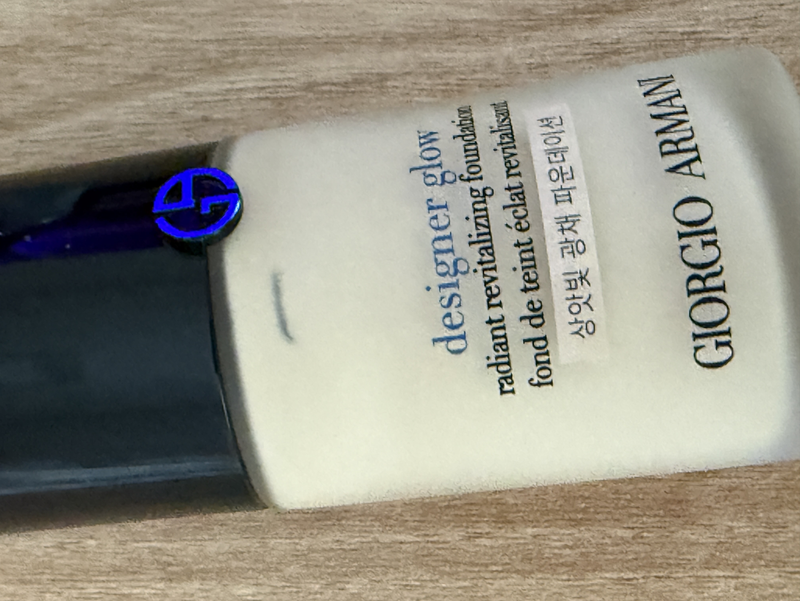 designer glow
radiant revitalizing foundation
fond de teint éclat revitalisant
상앗빛 광채 파운데이션
GIORGIO ARMANI